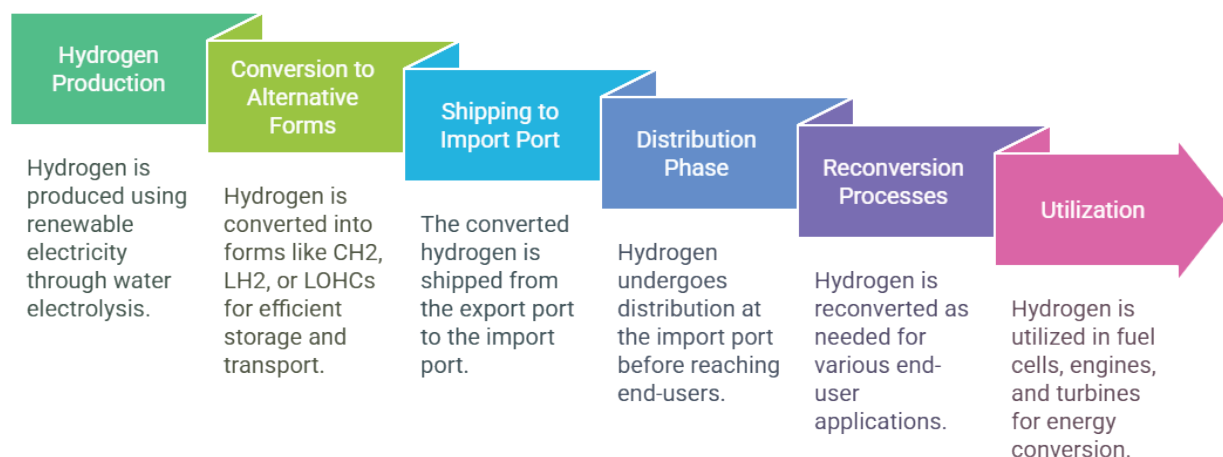 Hydrogen
Production
Hydrogen is
produced using
renewable
electricity
through water
electrolysis.
Conversion to
Alternative
Forms
Hydrogen is
converted into
forms like CH2,
LH2, or LOHCs
for efficient
storage and
transport.
Shipping to
Import Port
The converted
hydrogen is
shipped from
the export port
to the import
port.
Distribution
Phase
Hydrogen
undergoes
distribution at
the import port
before reaching
end-users.
Reconversion
Processes
Hydrogen is
reconverted as
needed for
various end-
user
applications.
Utilization
Hydrogen is
utilized in fuel
cells, engines,
and turbines
for energy
conversion.